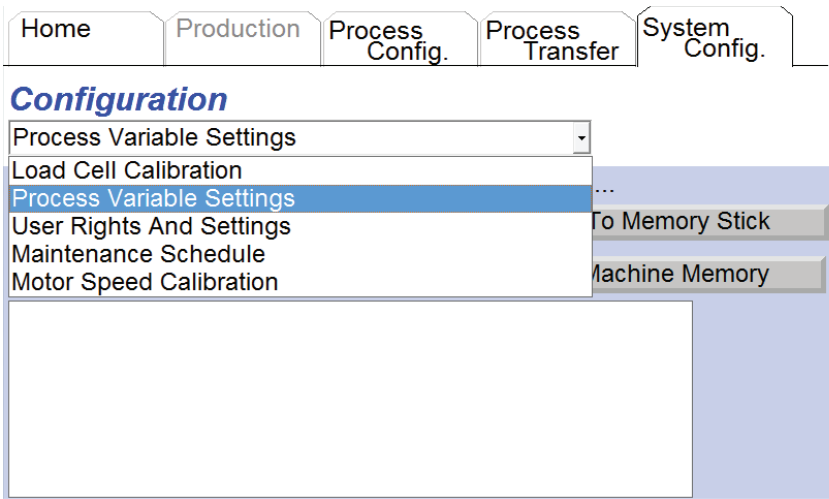 Home
Production
Process
Config.
Process
Transfer
System
Config.
Configuration
Process Variable Settings
Load Cell Calibration
Process Variable Settings
...
User Rights And Settings
To Memory Stick
Maintenance Schedule
Machine Memory
Motor Speed Calibration